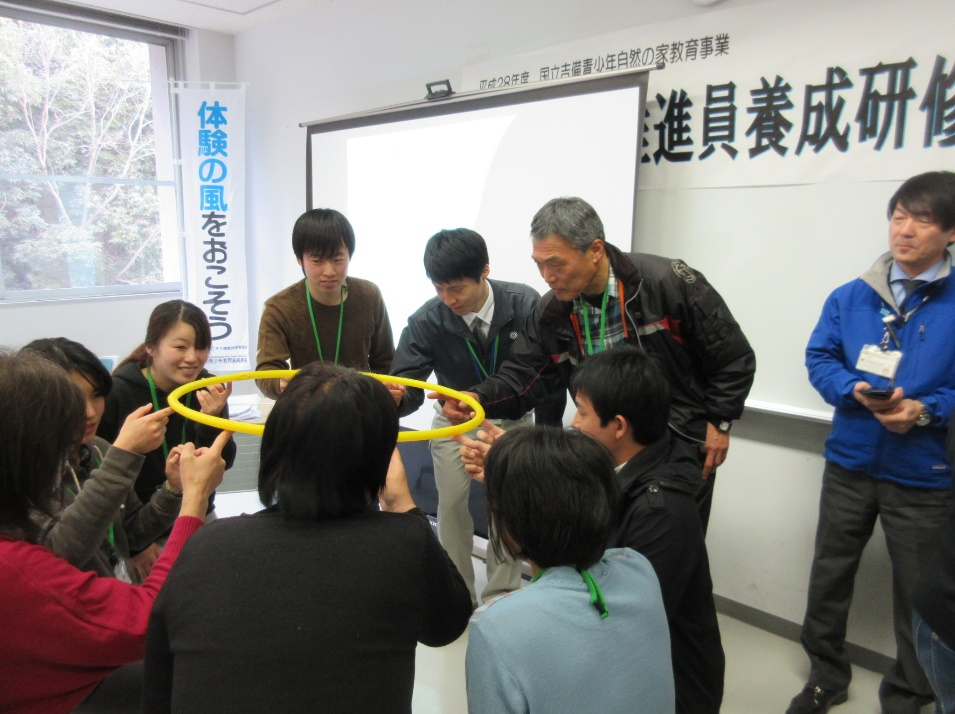 平成28年度 国立吉備青少年自然の家教育事業
推進員養成研修
体験の風をおこそう